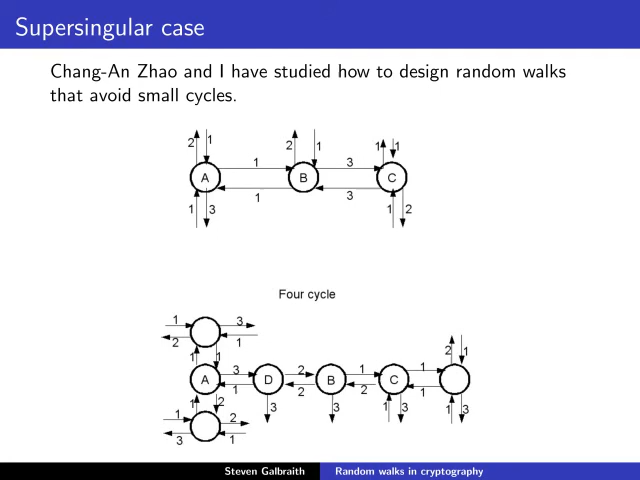 Supersingular case
Chang-An Zhao and I have studied how to design random walks
that avoid small cycles.
2 1 2 1 1 1
1 3
A B C
1 3
1 3 1 2
Four cycle
1 3
2 1
2 1
1 1
3 2 1 1
A D B C
1 2 2 1
1 2
3 3 1 3 1 3
1 2
3 1
Steven Galbraith Random walks in cryptography